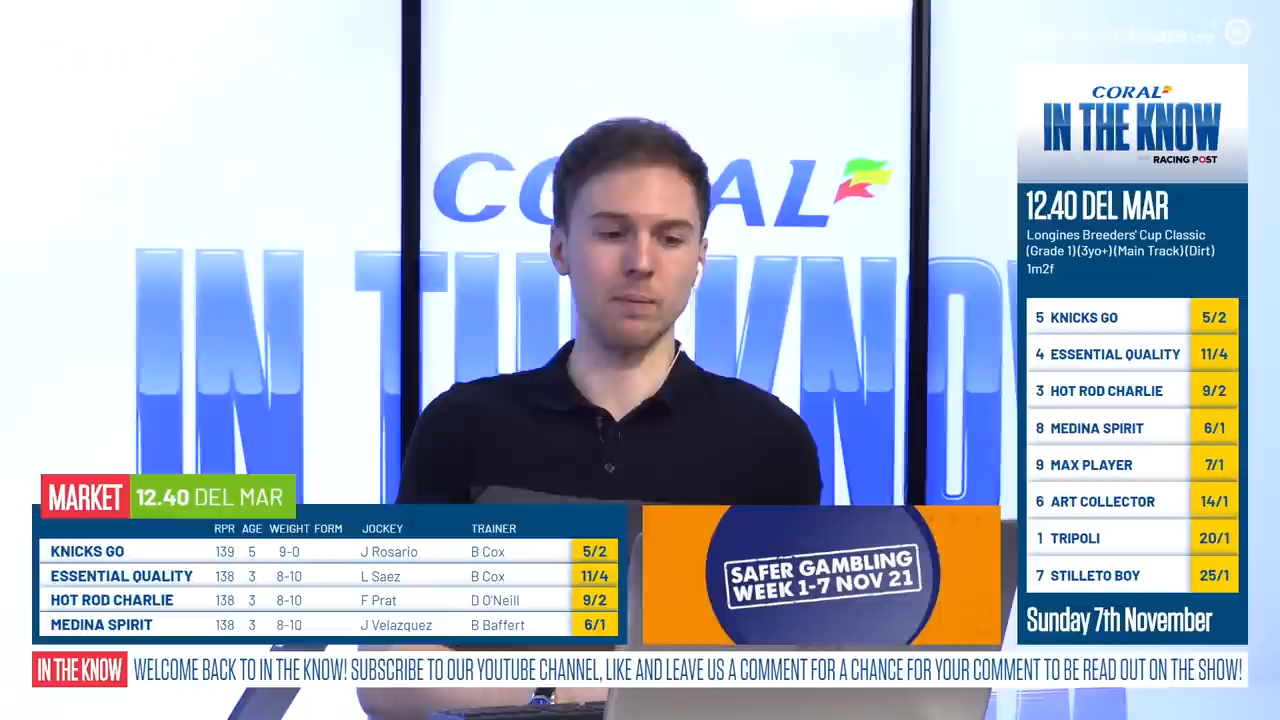 CORAL
IN THE KNOW
RACING POST
12.40 DEL MAR
Longines Breeders' Cup Classic
(Grade 1)(3yo+)(Main Track)(Dirt)
1m2f
5 KNICKS GO 5/2
4 ESSENTIAL QUALITY 11/4
3 HOT ROD CHARLIE 9/2
8 MEDINA SPIRIT 6/1
9 MAX PLAYER 7/1
6 ART COLLECTOR 14/1
1 TRIPOLI 20/1
7 STILLETO BOY 25/1
Sunday 7th November
MARKET 12.40 DEL MAR
RPR AGE WEIGHT FORM JOCKEY TRAINER
KNICKS GO 139 5 9-0 J Rosario B Cox 5/2
ESSENTIAL QUALITY 138 3 8-10 L Saez B Cox 11/4
HOT ROD CHARLIE 138 3 8-10 F Prat D O'Neill 9/2
MEDINA SPIRIT 138 3 8-10 J Velazquez B Baffert 6/1
SAFER GAMBLING
WEEK 1-7 NOV 21
IN THE KNOW WELCOME BACK TO IN THE KNOW! SUBSCRIBE TO OUR YOUTUBE CHANNEL, LIKE AND LEAVE US A COMMENT FOR A CHANCE FOR YOUR COMMENT TO BE READ OUT ON THE SHOW!